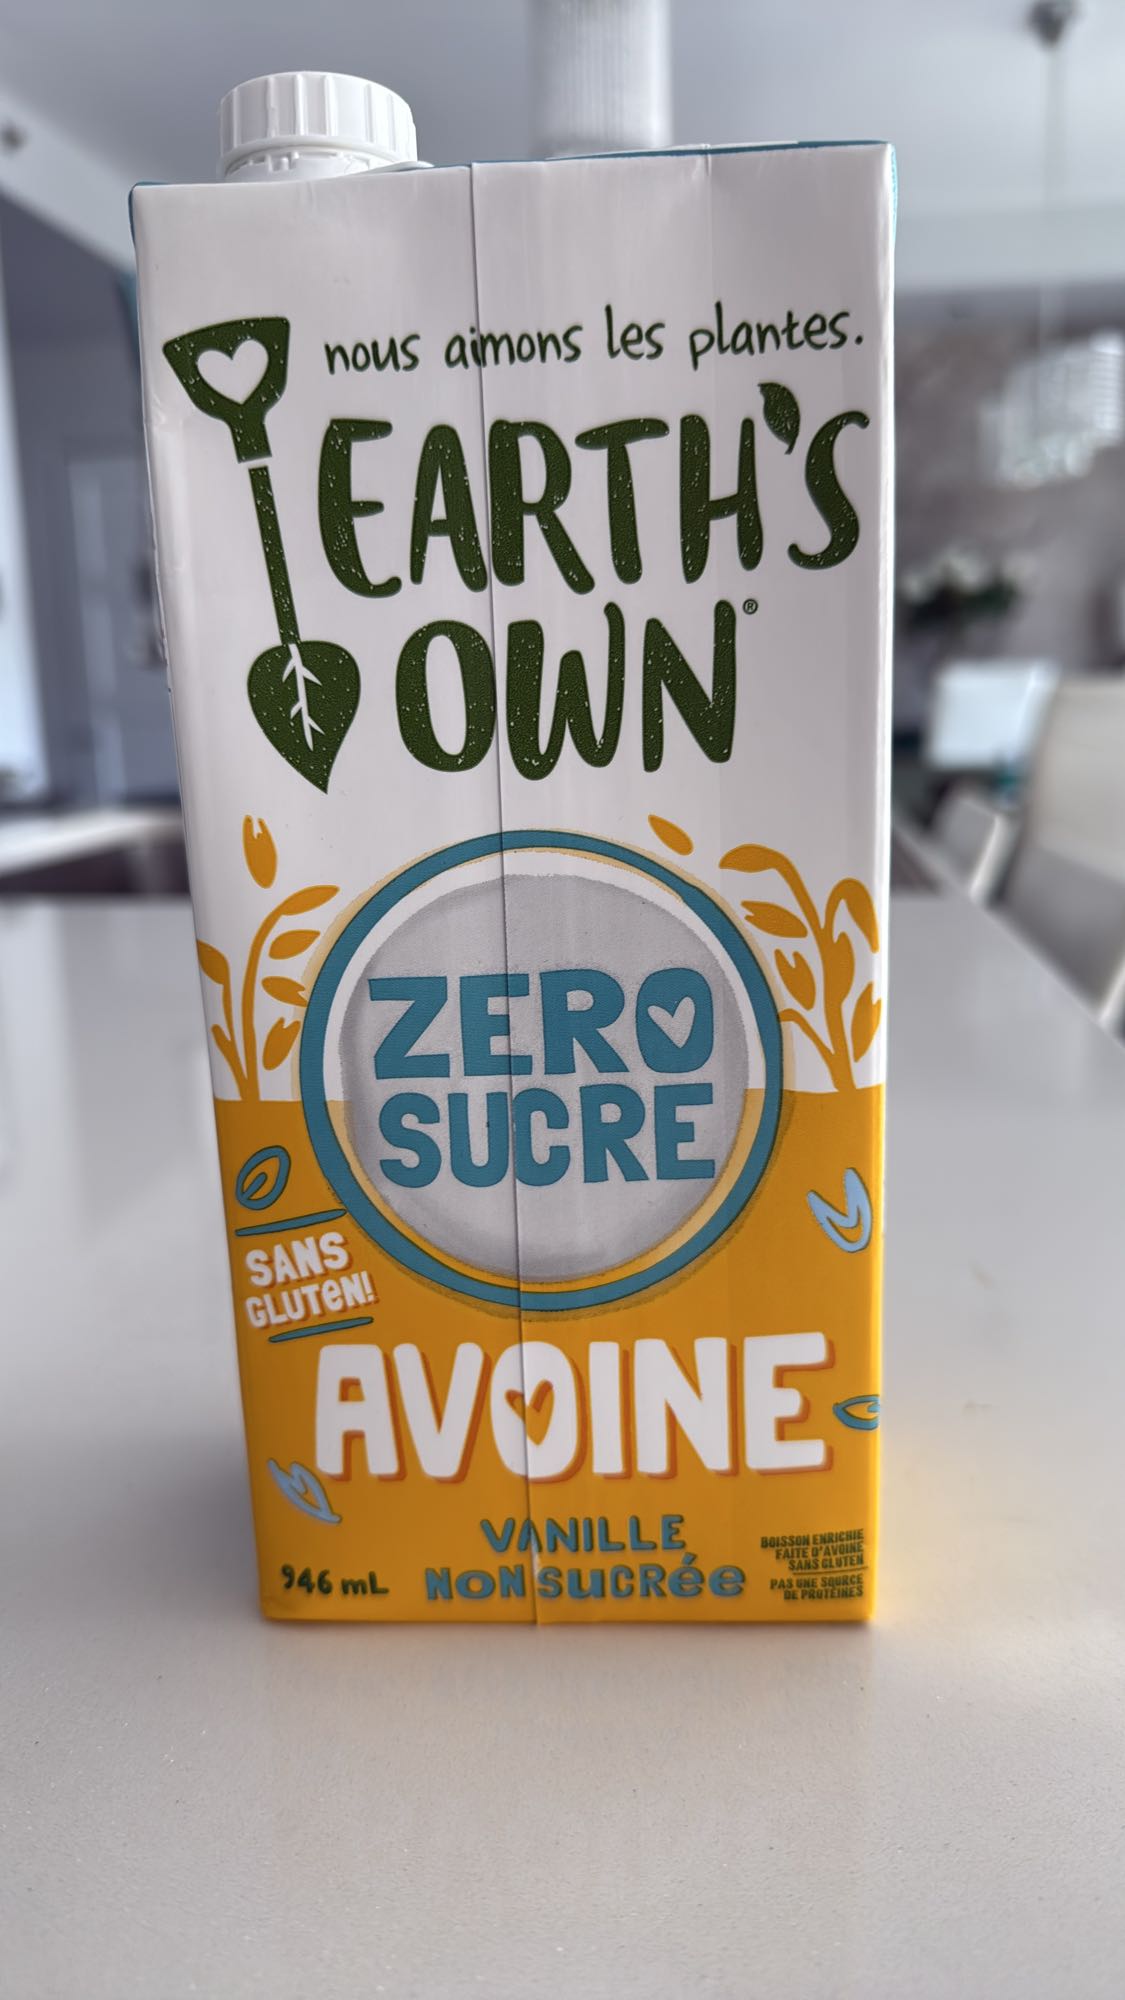 nous aimons les plantes.
EARTH'S
OWN®
ZERO
SUCRE
SANS
GLUTeN!
AVOINE
VANILLE
NoN SuCRée
946 mL
BOISSON ENRICHIE
FAITE D'AVOINE
SANS GLUTEN
PAS UNE SOURCE
DE PROTÉINES